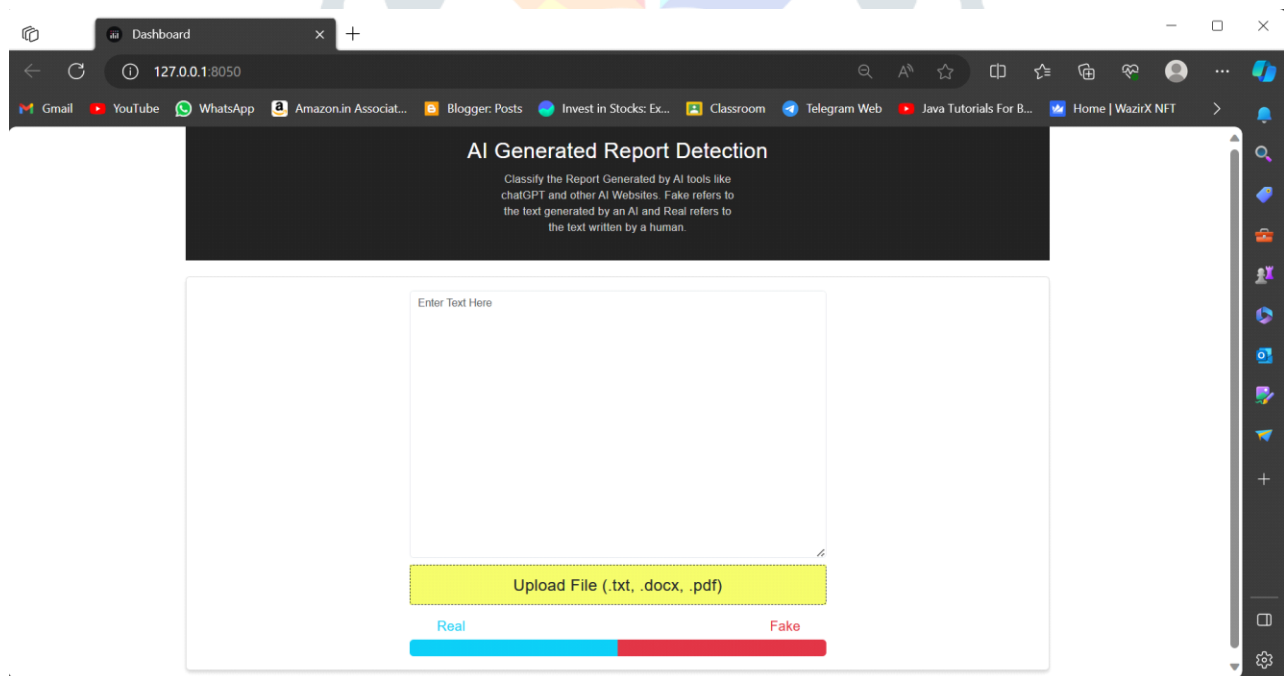 Dashboard
127.0.0.1:8050
Gmail YouTube WhatsApp Amazon.in Associat... Blogger: Posts Invest in Stocks: Ex... Classroom Telegram Web Java Tutorials For B... Home | WazirX NFT
AI Generated Report Detection
Classify the Report Generated by AI tools like
chatGPT and other AI Websites. Fake refers to
the text generated by an AI and Real refers to
the text written by a human.
Enter Text Here
Upload File (.txt, .docx, .pdf)
Real Fake